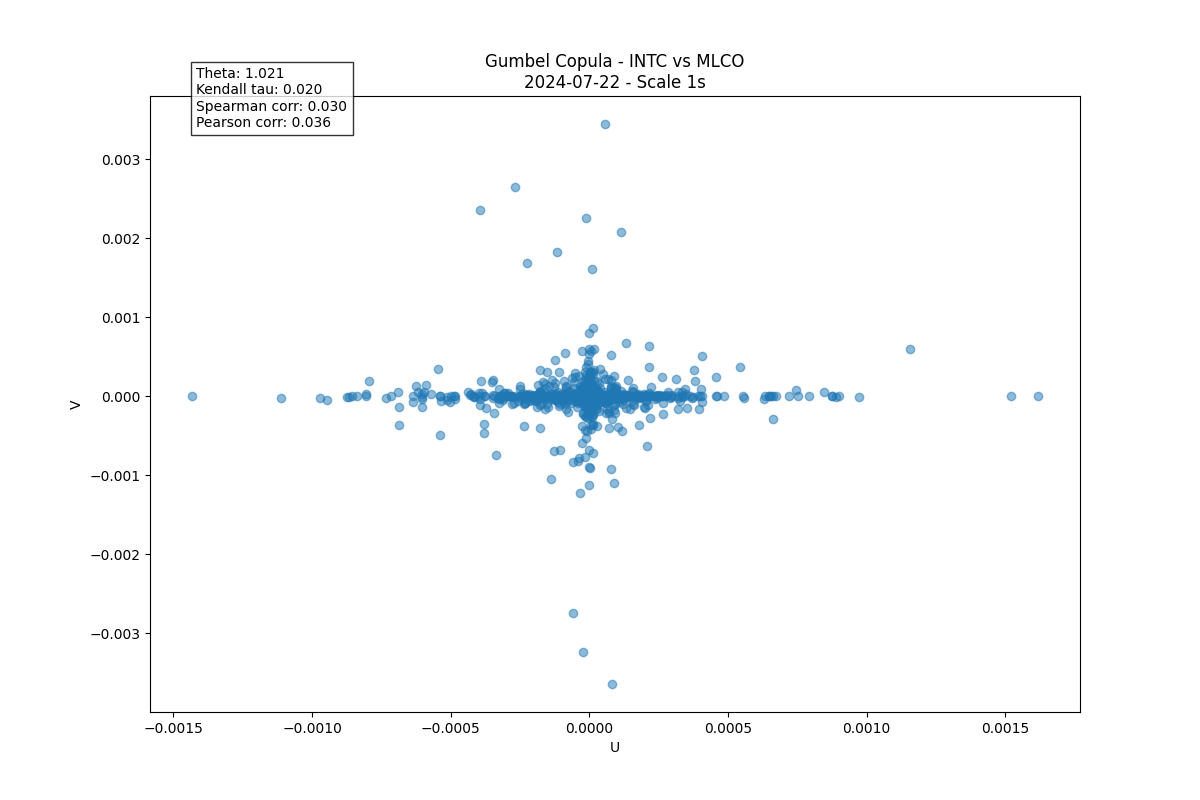 Gumbel Copula - INTC vs MLCO
2024-07-22 - Scale 1s
Theta: 1.021
Kendall tau: 0.020
Spearman corr: 0.030
Pearson corr: 0.036
V
0.003
0.002
0.001
0.000
−0.001
−0.002
−0.003
−0.0015
−0.0010
−0.0005
0.0000
0.0005
0.0010
0.0015
U